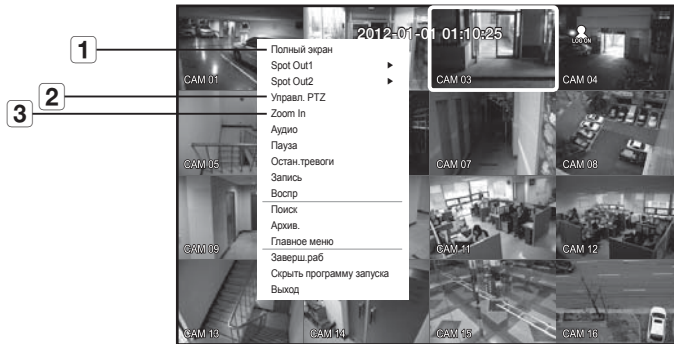 2012-01-01 01:10:25
LOG ON
CAM 01
CAM 03
CAM 04
CAM 05
CAM 07
CAM 08
CAM 09
CAM 11
CAM 12
CAM 13
CAM 14
CAM 15
CAM 16
1
2
3
Полный экран
Spot Out1
Spot Out2
Управл. PTZ
Zoom In
Аудио
Пауза
Остан.тревоги
Запись
Воспр
Поиск
Архив.
Главное меню
Заверш.раб
Скрыть программу запуска
Выход